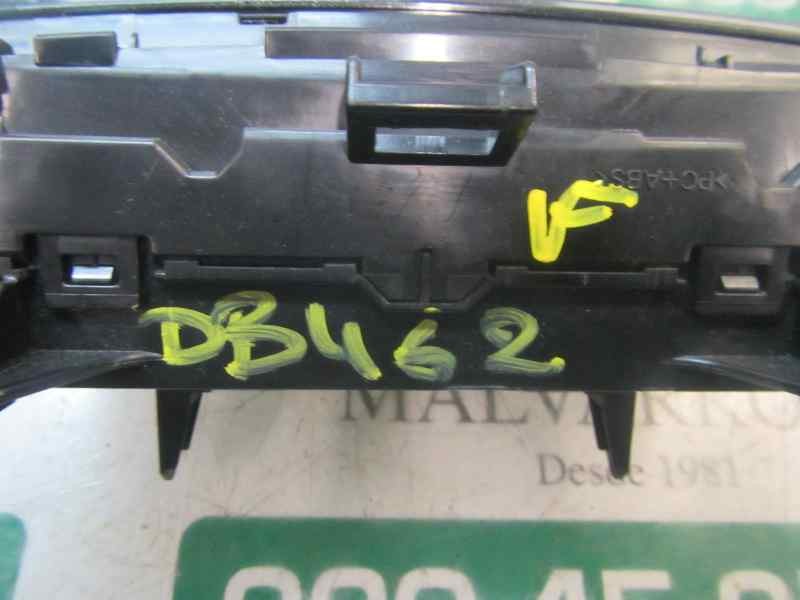 >PC+ABS<
V
DB462
MALVAR
Desde 1981